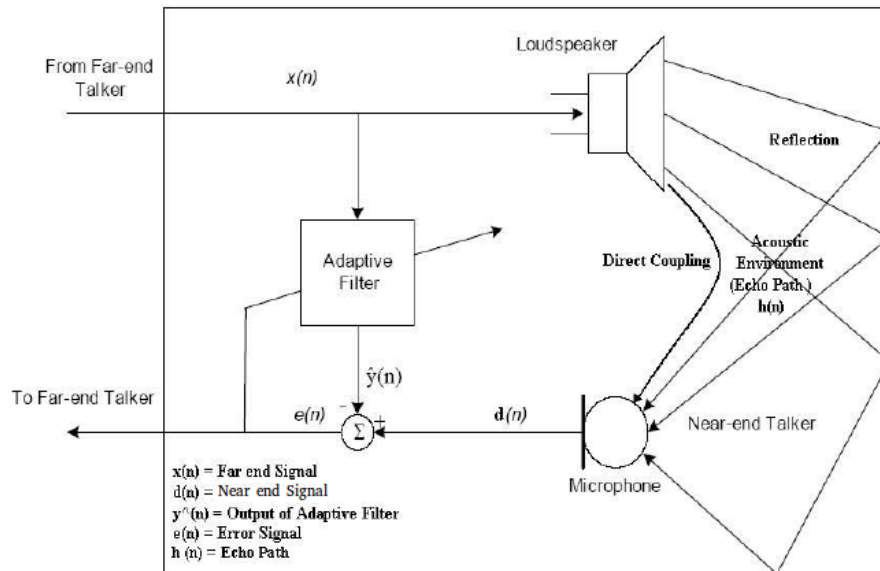 Loudspeaker
From Far-end
Talker
x(n)
Reflection
Adaptive
Filter
Direct Coupling
Acoustic
Environment
(Echo Path )
h(n)
ŷ(n)
To Far-end Talker
e(n)
-
+
Σ
d(n)
Near-end Talker
Microphone
x(n) = Far end Signal
d(n) = Near end Signal
y^(n) = Output of Adaptive Filter
e(n) = Error Signal
h (n) = Echo Path